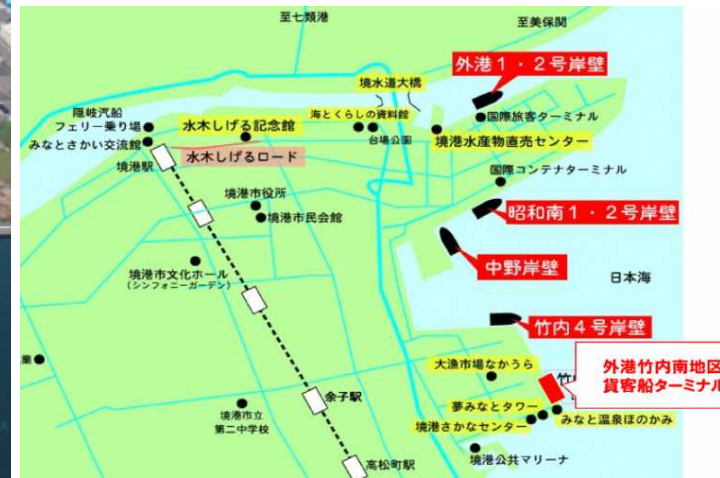 至七類港
至美保関
外港１・２号岸壁
境水道大橋
隠岐汽船
フェリー乗り場
水木しげる記念館
海とくらしの資料館
国際旅客ターミナル
みなとさかい交流館
台場公園
境港水産物直売センター
境港駅
水木しげるロード
国際コンテナターミナル
境港市役所
昭和南１・２号岸壁
境港市民会館
中野岸壁
境港市文化ホール
(シンフォニーガーデン)
日本海
竹内４号岸壁
大漁市場なかうら
外港竹内南地区
貨客船ターミナル
竹
余子駅
夢みなとタワー
みなと温泉ほのかみ
境港市立
第二中学校
境港さかなセンター
高松町駅
境港公共マリーナ